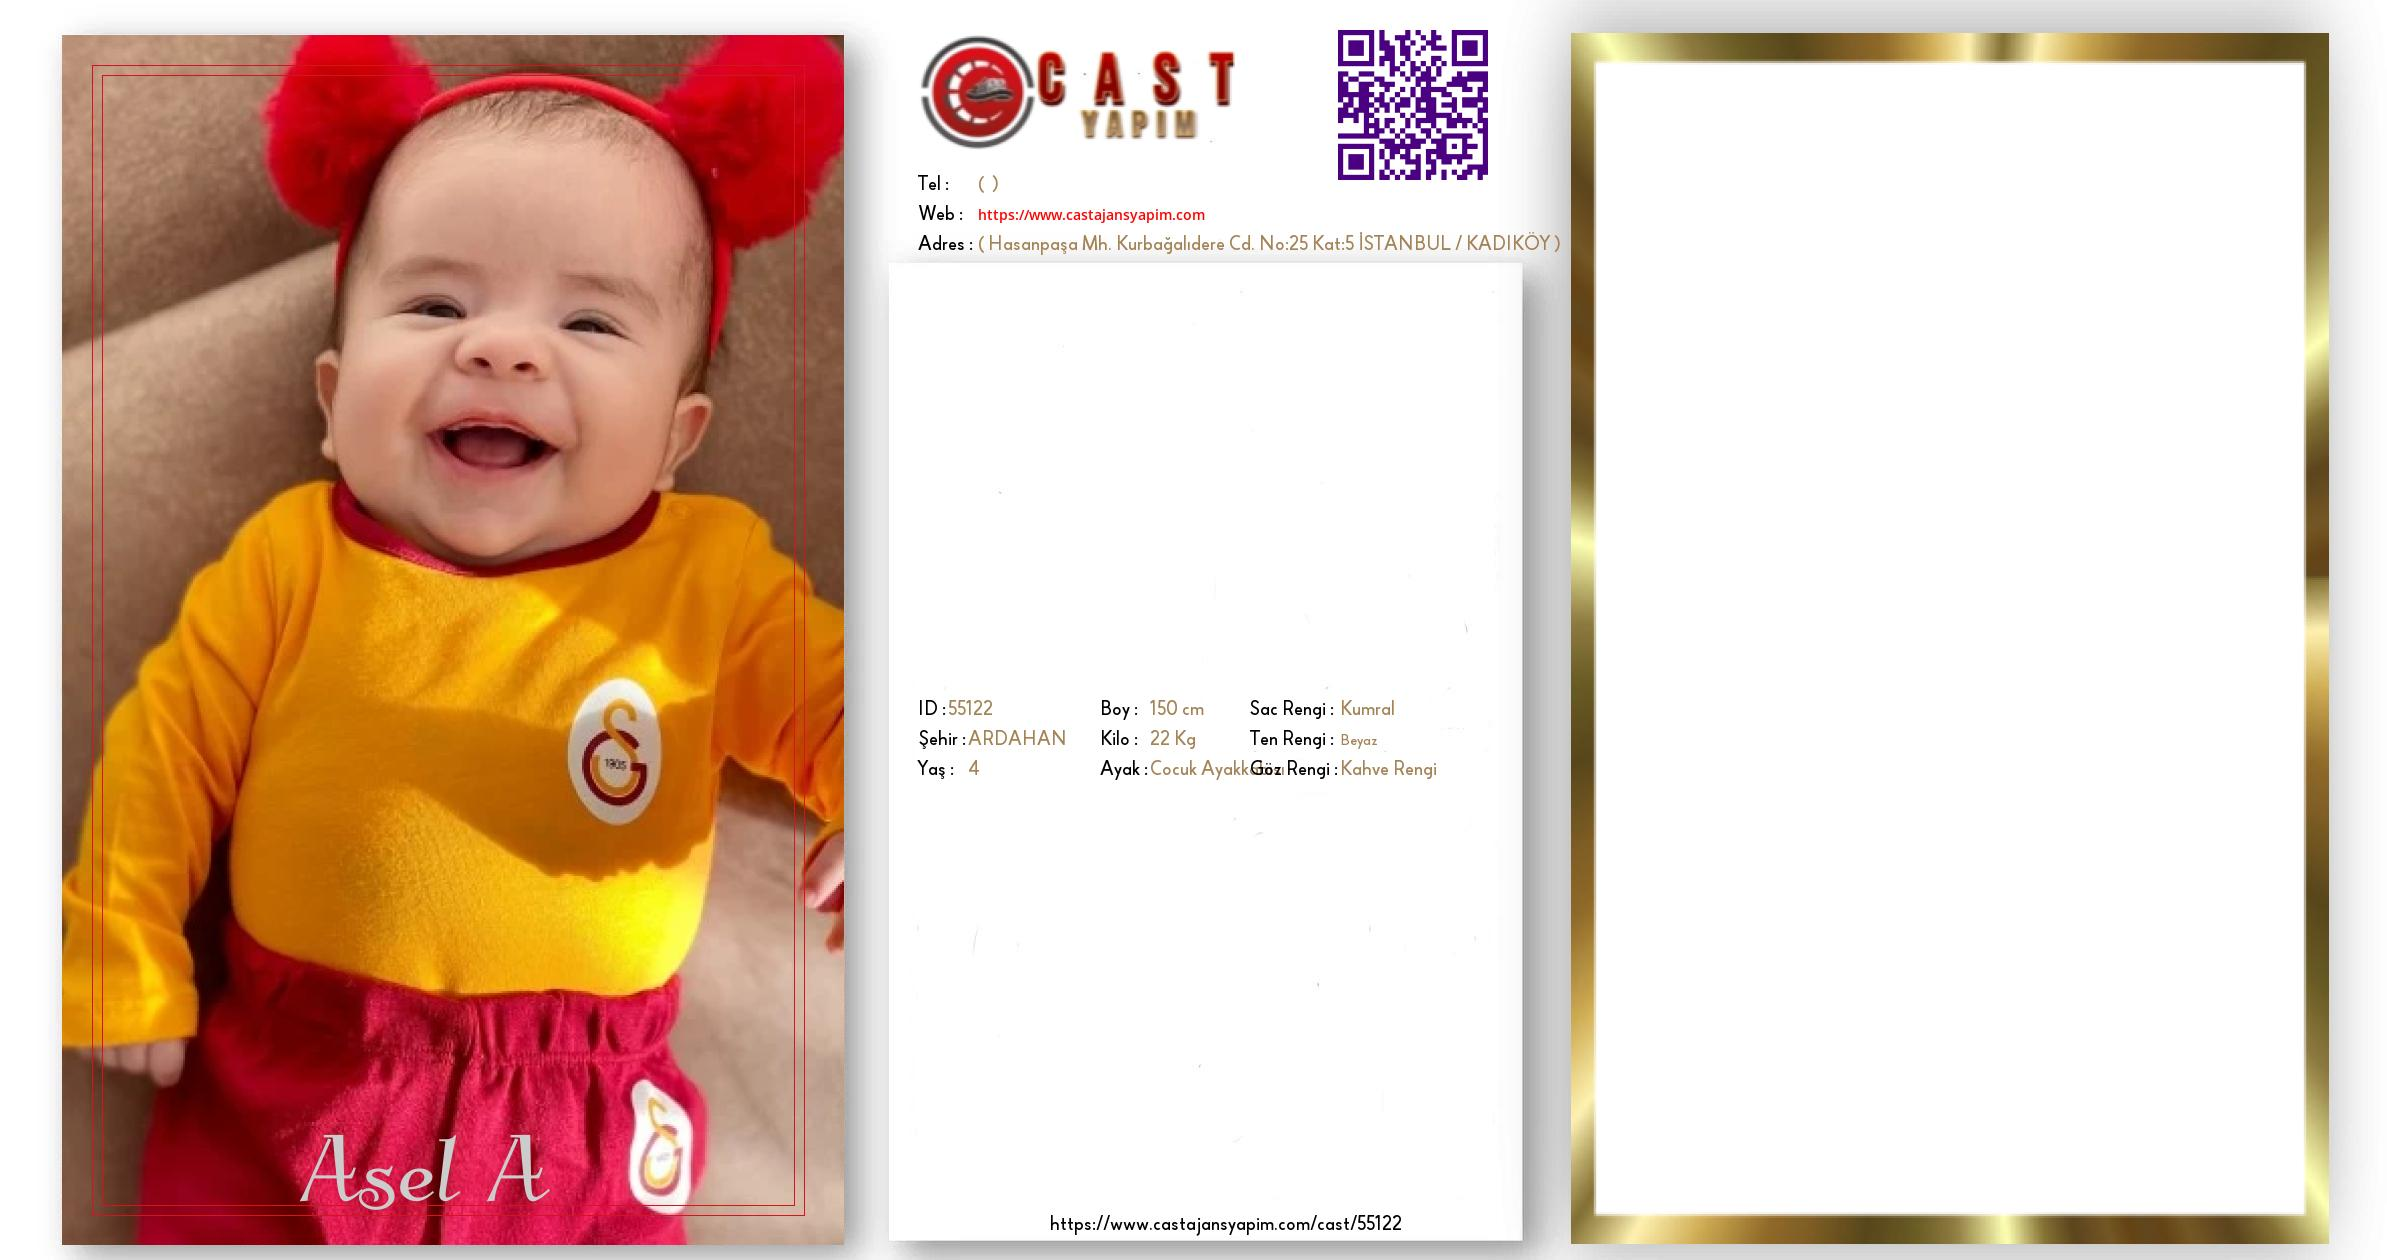 CAST
YAPIM
Tel : ( )
Web : https://www.castajansyapim.com
Adres : ( Hasanpaşa Mh. Kurbağalıdere Cd. No:25 Kat:5 İSTANBUL / KADIKÖY )
1905
ID : 55122 Boy : 150 cm Sac Rengi : Kumral
Şehir : ARDAHAN Kilo : 22 Kg Ten Rengi : Beyaz
Yaş : 4 Ayak : Cocuk Göz Rengi : Kahve Rengi
Asel A
https://www.castajansyapim.com/cast/55122